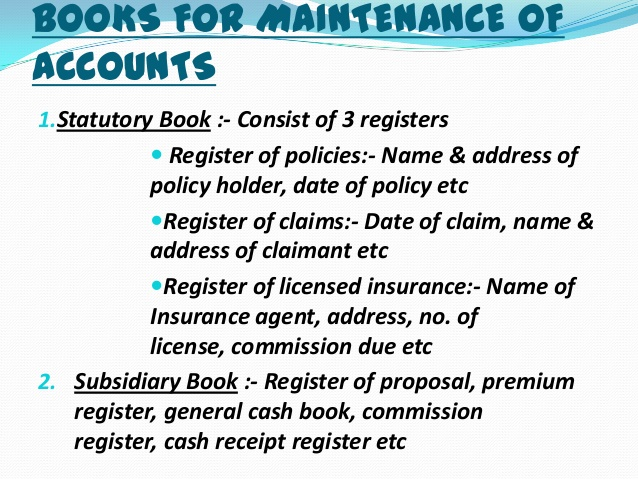 BOOKS FOR MAINTENANCE OF
ACCOUNTS
1.Statutory Book :- Consist of 3 registers
• Register of policies:- Name & address of
policy holder, date of policy etc
•Register of claims:- Date of claim, name &
address of claimant etc
•Register of licensed insurance:- Name of
Insurance agent, address, no. of
license, commission due etc
2. Subsidiary Book :- Register of proposal, premium
register, general cash book, commission
register, cash receipt register etc